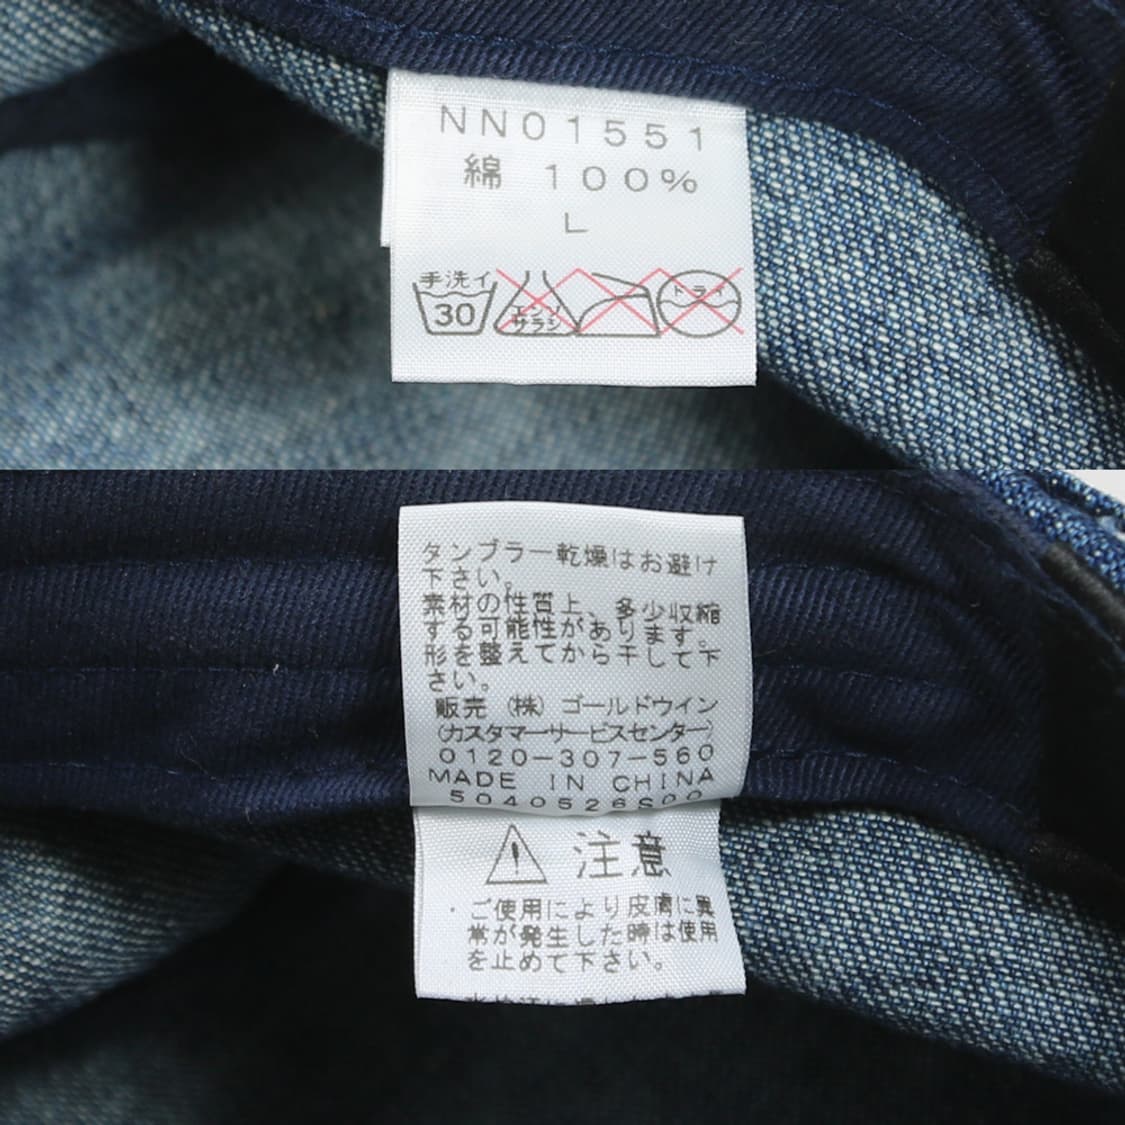 NN01551
綿 100%
L
手洗イ
30
エンソ
サラシ
ドライ
タンブラー乾燥はお避け
下さい。
素材の性質上、多少収縮
する可能性があります。
形を整えてから干して下
さい。
販売(株)ゴールドウイン
(カスタマーサービスセンター)
0120-307-560
MADE IN CHINA
5040526S00
注意
・ご使用により皮膚に異
常が発生した時は使用
を止めて下さい。